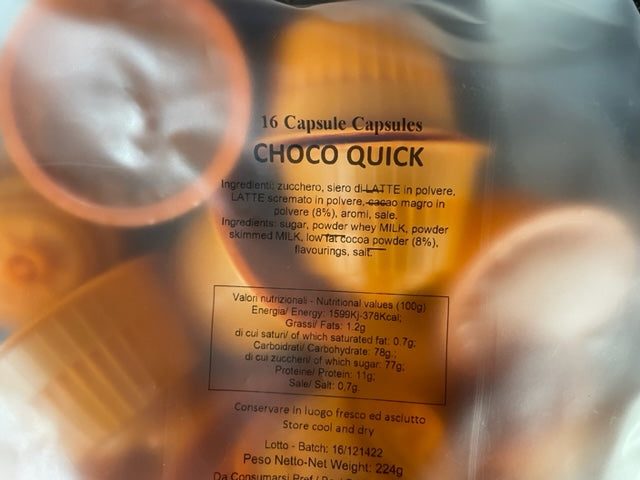 16 Capsule Capsules
CHOCO QUICK
Ingredienti: zucchero, siero di LATTE in polvere,
LATTE scremato in polvere, cacao magro in
polvere (8%), aromi, sale.
Ingredients: sugar, powder whey MILK, powder
skimmed MILK, low fat cocoa powder (8%),
flavourings, salt.
Valori nutrizionali - Nutritional values (100g)
Energia/ Energy: 1599Kj-378Kcal;
Grassi/ Fats: 1.2g
di cui saturi/ of which saturated fat: 0.7g;
Carboidrati/ Carbohydrate: 78g.;
di cui zuccheri/ of which sugar: 77g;
Proteine/ Protein: 11g;
Sale/ Salt: 0,7g.
Conservare in luogo fresco ed asciutto
Store cool and dry
Lotto - Batch: 16/121422
Peso Netto-Net Weight: 224g
Da Consumarsi Pref